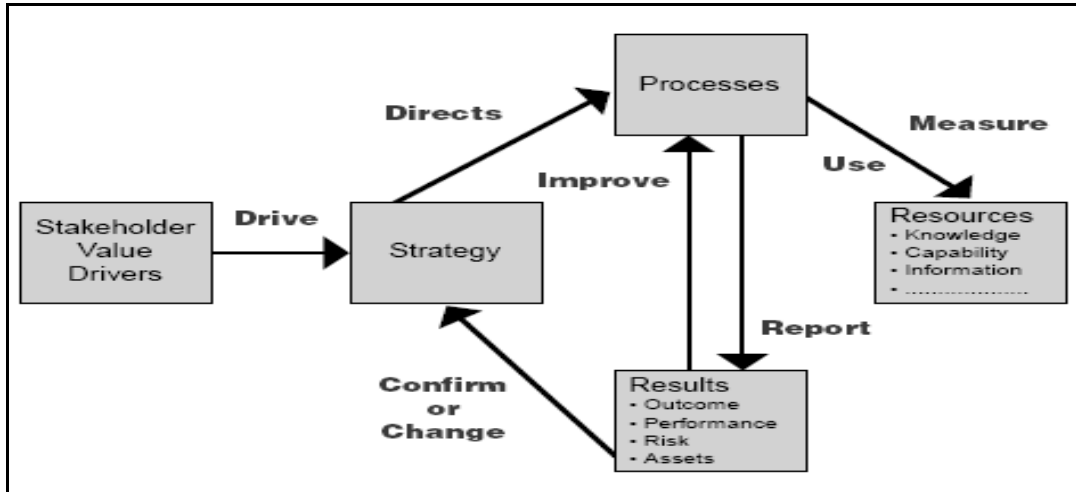 Processes
Directs
Measure
Use
Improve
Stakeholder
Value
Drivers
Drive
Strategy
Resources
• Knowledge
• Capability
• Information
• .....................
Report
Confirm
or
Change
Results
• Outcome
• Performance
• Risk
• Assets